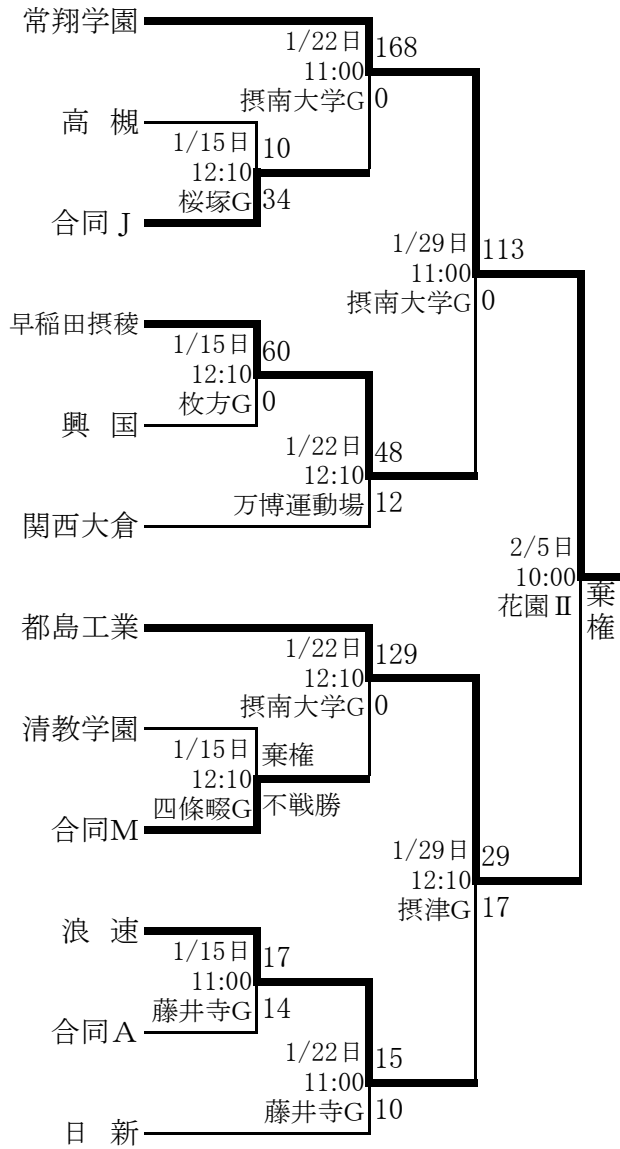 常翔学園
1/22日
168
11:00
摂南大学G
0
高 槻
1/15日
10
12:10
桜塚G
34
合同J
1/29日
113
11:00
摂南大学G
0
早稲田摂稜
1/15日
60
12:10
枚方G
0
興 国
1/22日
48
12:10
万博運動場
12
関西大倉
2/5日
10:00
花園Ⅱ
棄権
都島工業
1/22日
129
12:10
摂南大学G
0
清教学園
1/15日
棄権
12:10
四條畷G
不戦勝
合同M
1/29日
29
12:10
摂津G
17
浪 速
1/15日
17
11:00
藤井寺G
14
合同A
1/22日
15
11:00
藤井寺G
10
日 新